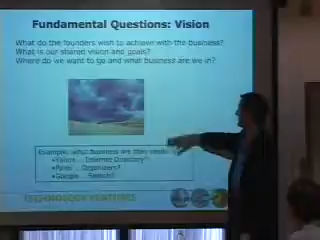 Fundamental Questions: Vision
What do the founders wish to achieve with the business?
What is our shared vision and goals?
Where do we want to go and what business are we in?
Example: what business are they really
•Yahoo … Internet Directory?
•Palm … Organizers?
•Google … Search?
TECHNOLOGY VENTURES